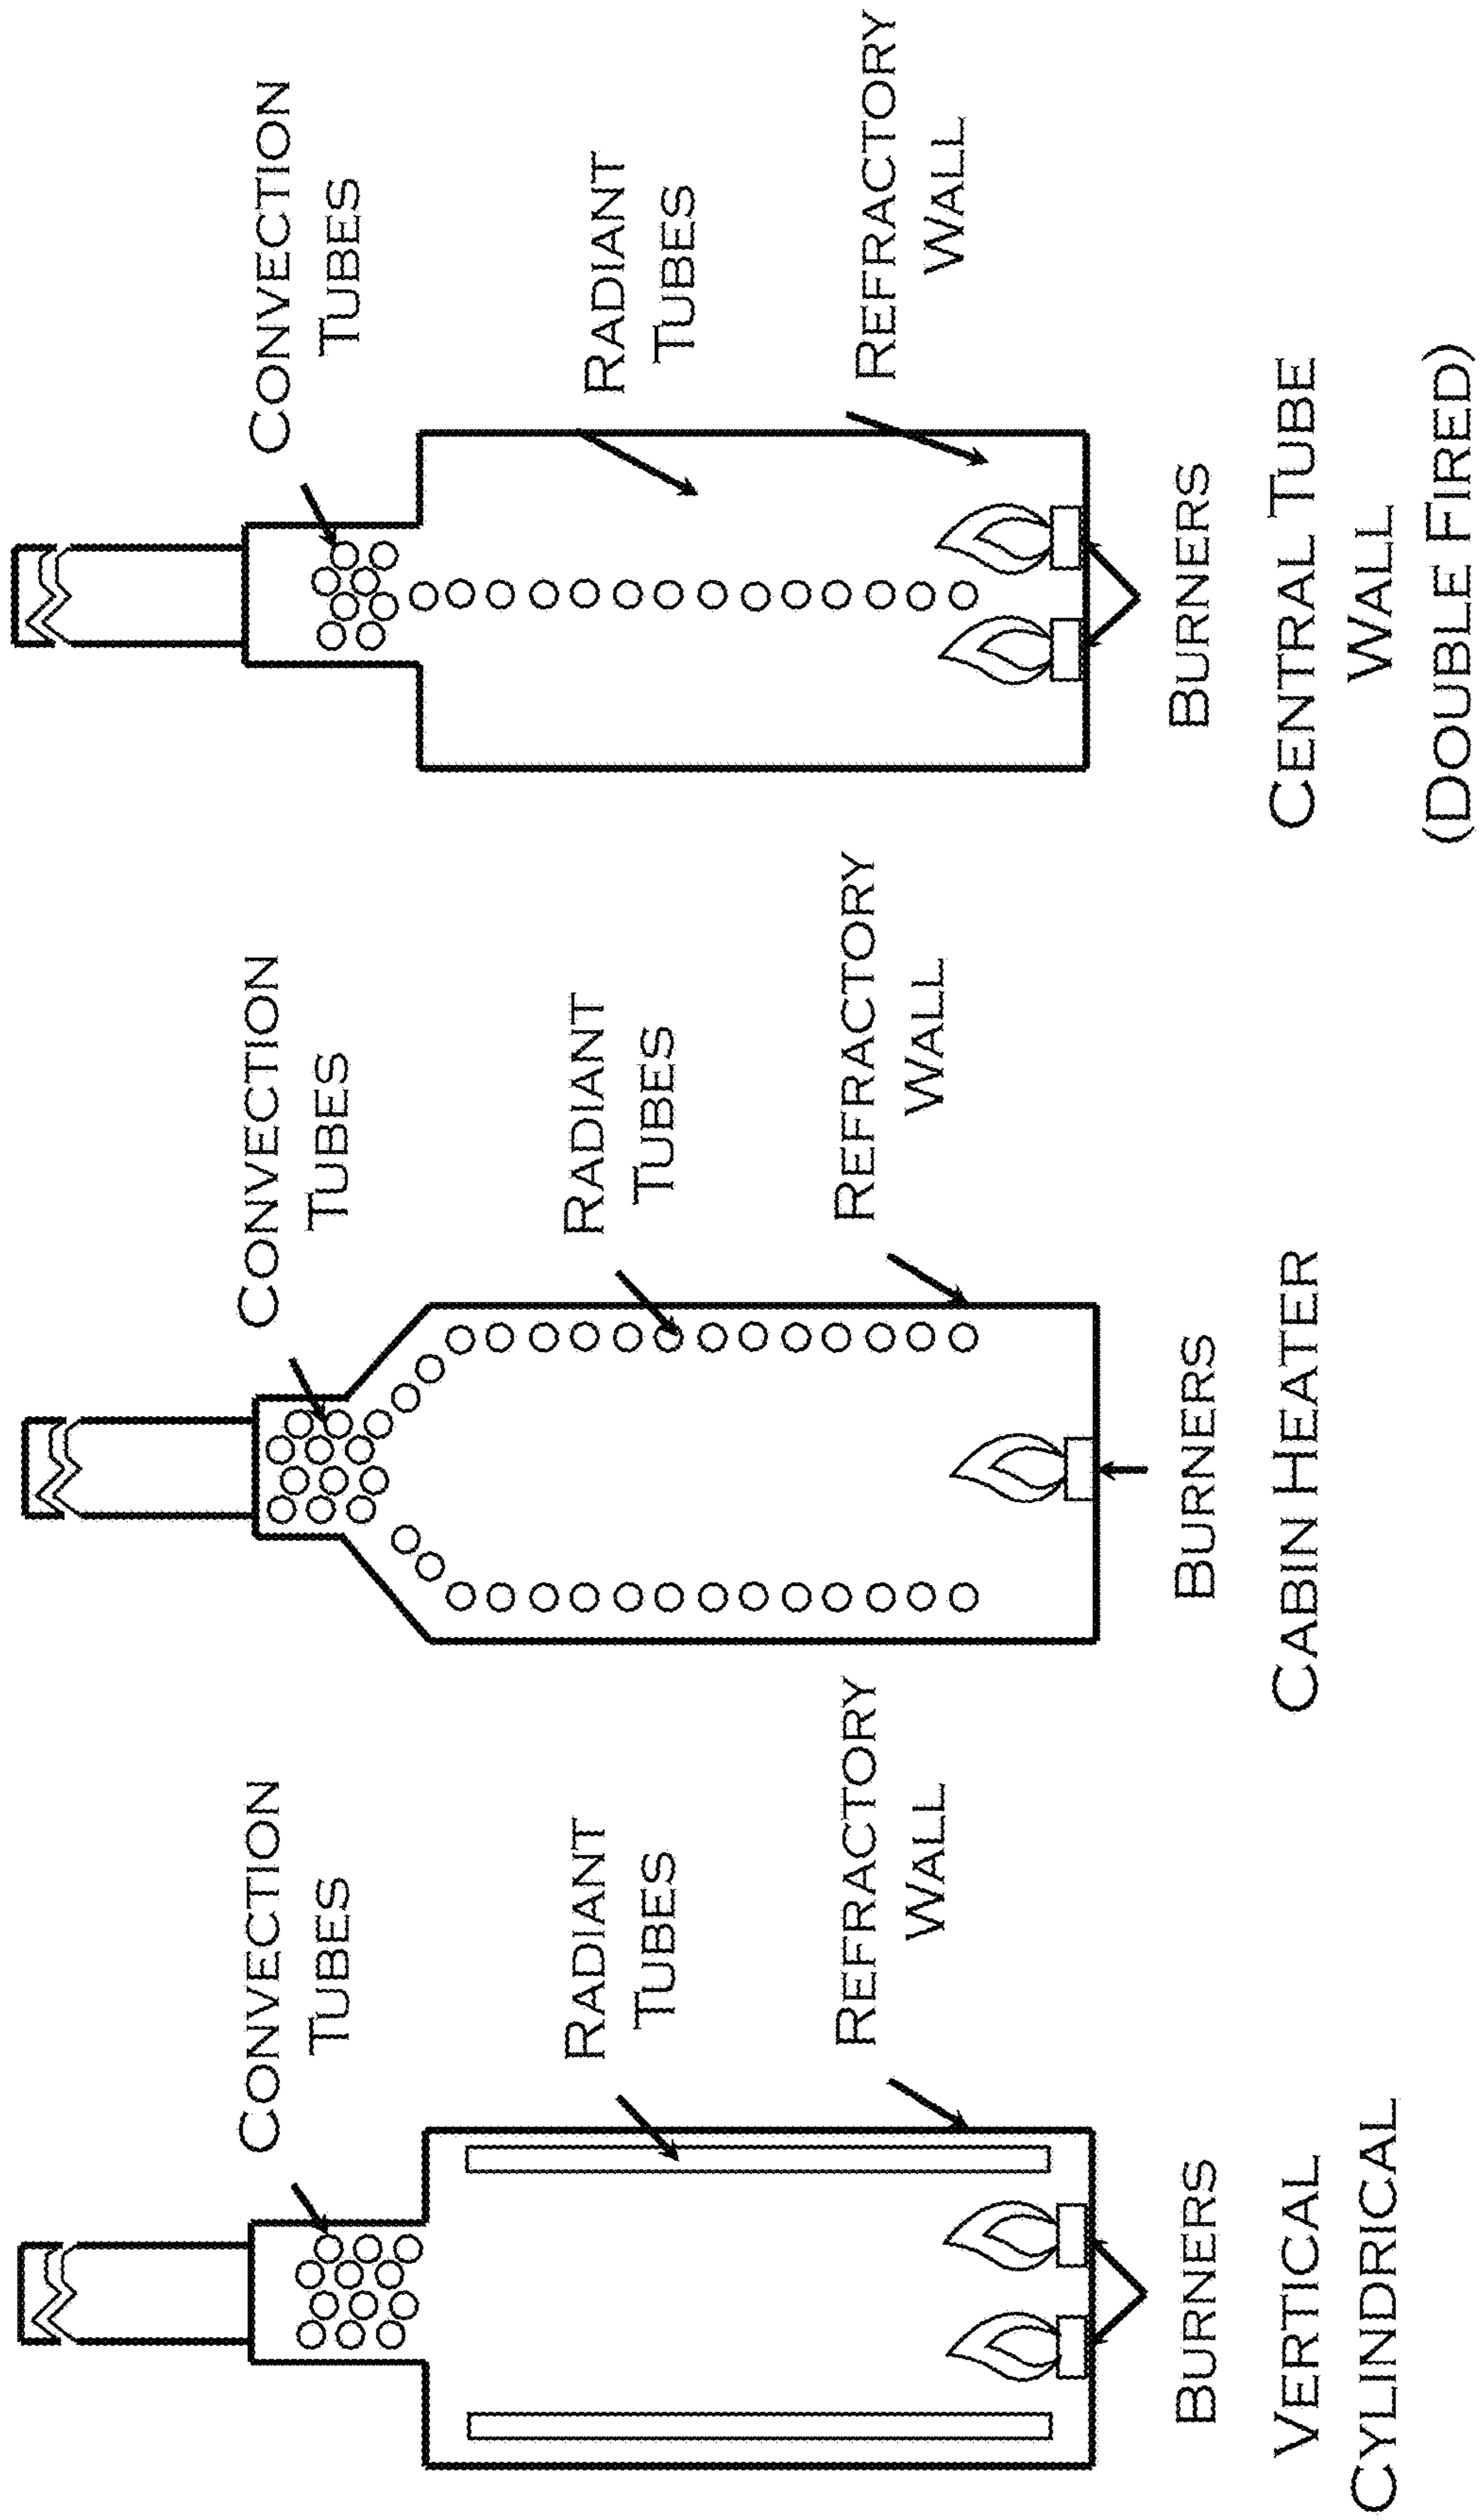 CONVECTION
TUBES
RADIANT
TUBES
REFRACTORY
WALL
BURNERS
VERTICAL
CYLINDRICAL
CONVECTION
TUBES
RADIANT
TUBES
REFRACTORY
WALL
BURNERS
CABIN HEATER
CONVECTION
TUBES
RADIANT
TUBES
REFRACTORY
WALL
BURNERS
CENTRAL TUBE
WALL
(DOUBLE FIRED)